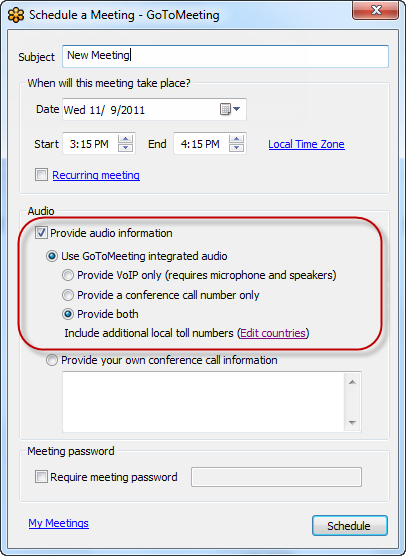 Schedule a Meeting - GoToMeeting
Subject New Meeting
When will this meeting take place?
Date Wed 11/ 9/2011
Start 3:15 PM End 4:15 PM Local Time Zone
Recurring meeting
Audio
Provide audio information
Use GoToMeeting integrated audio
Provide VoIP only (requires microphone and speakers)
Provide a conference call number only
Provide both
Include additional local toll numbers (Edit countries)
Provide your own conference call information
Meeting password
Require meeting password
My Meetings Schedule